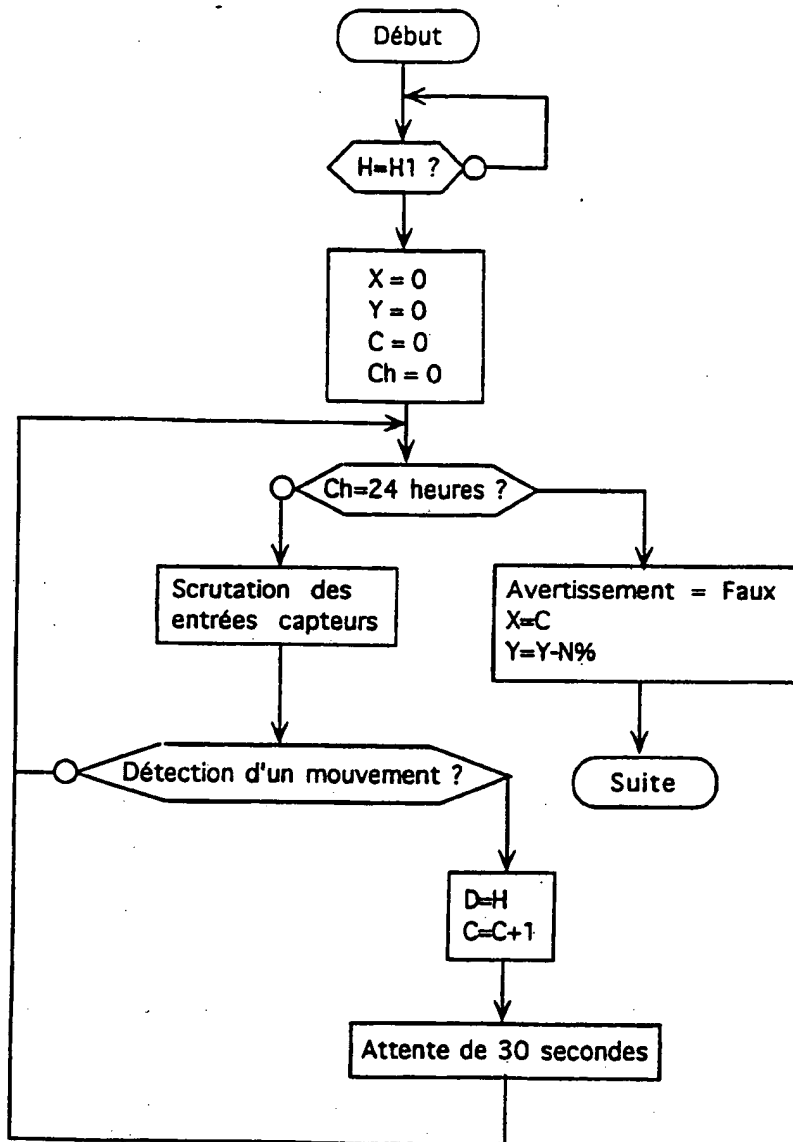 Début
H=H1 ?
X = 0
Y = 0
C = 0
Ch = 0
Ch=24 heures ?
Scrutation des
entrées capteurs
Avertissement = Faux
X=C
Y=Y-N%
Détection d'un mouvement ?
Suite
D=H
C=C+1
Attente de 30 secondes